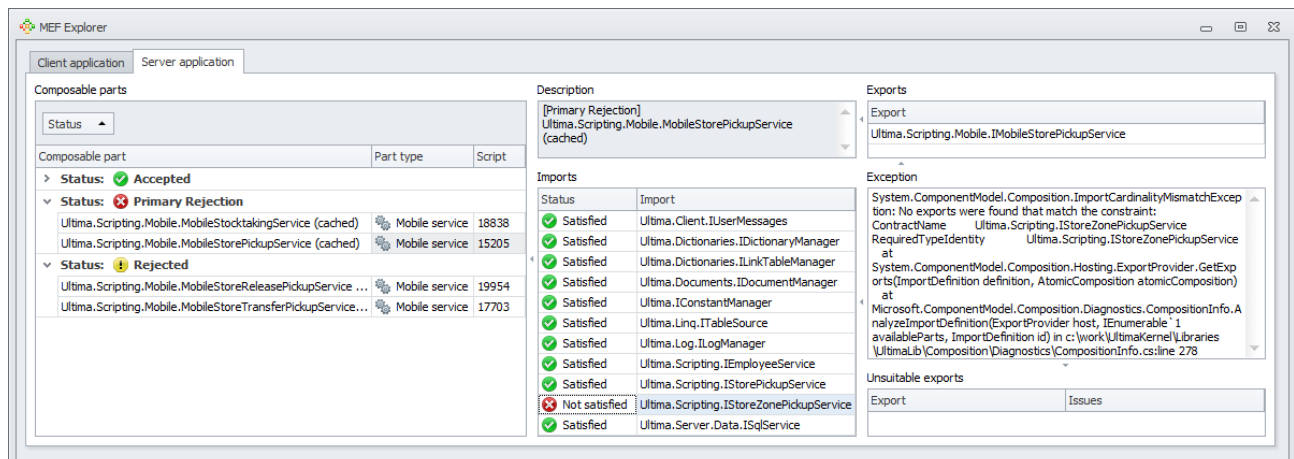 MEF Explorer
Client application
Server application
Composable parts
Status
Composable part Part type Script
Status: Accepted
Status: Primary Rejection
Ultima.Scripting.Mobile.MobileStocktakingService (cached) Mobile service 18838
Ultima.Scripting.Mobile.MobileStorePickupService (cached) Mobile service 15205
Status: Rejected
Ultima.Scripting.Mobile.MobileStoreReleasePickupService ... Mobile service 19954
Ultima.Scripting.Mobile.MobileStoreTransferPickupService... Mobile service 17703
Description
[Primary Rejection]
Ultima.Scripting.Mobile.MobileStorePickupService
(cached)
Imports
Status Import
Satisfied Ultima.Client.IUserMessages
Satisfied Ultima.Dictionaries.IDictionaryManager
Satisfied Ultima.Dictionaries.ILinkTableManager
Satisfied Ultima.Documents.IDocumentManager
Satisfied Ultima.IConstantManager
Satisfied Ultima.Linq.ITableSource
Satisfied Ultima.Log.ILogManager
Satisfied Ultima.Scripting.IEmployeeService
Satisfied Ultima.Scripting.IStorePickupService
Not satisfied Ultima.Scripting.IStoreZonePickupService
Satisfied Ultima.Server.Data.ISqlService
Exports
Export
Ultima.Scripting.Mobile.IMobileStorePickupService
Exception
System.ComponentModel.Composition.ImportCardinalityMismatchExcep
tion: No exports were found that match the constraint:
ContractName Ultima.Scripting.IStoreZonePickupService
RequiredTypeIdentity Ultima.Scripting.IStoreZonePickupService
at
System.ComponentModel.Composition.Hosting.ExportProvider.GetExp
orts(ImportDefinition definition, AtomicComposition atomicComposition)
at
Microsoft.ComponentModel.Composition.Diagnostics.CompositionInfo.A
nalyzeImportDefinition(ExportProvider host, IEnumerable`1
availableParts, ImportDefinition id) in c:\work\UltimaKernel\Libraries
\UltimaLib\Composition\Diagnostics\CompositionInfo.cs:line 278
Unsuitable exports
Export Issues